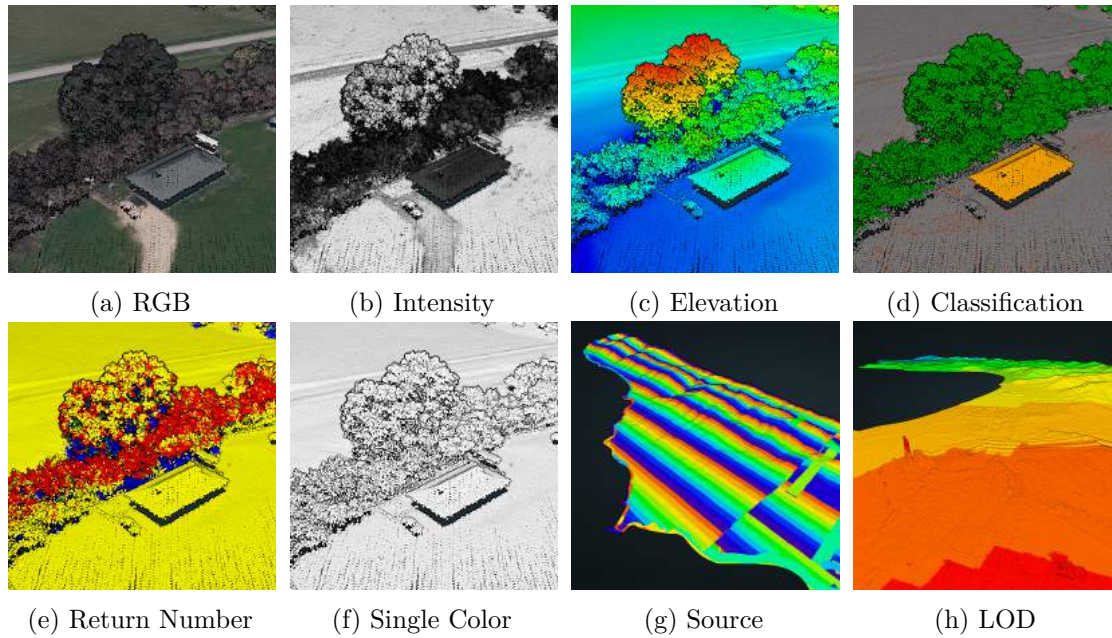 (a) RGB
(b) Intensity
(c) Elevation
(d) Classification
(e) Return Number
(f) Single Color
(g) Source
(h) LOD